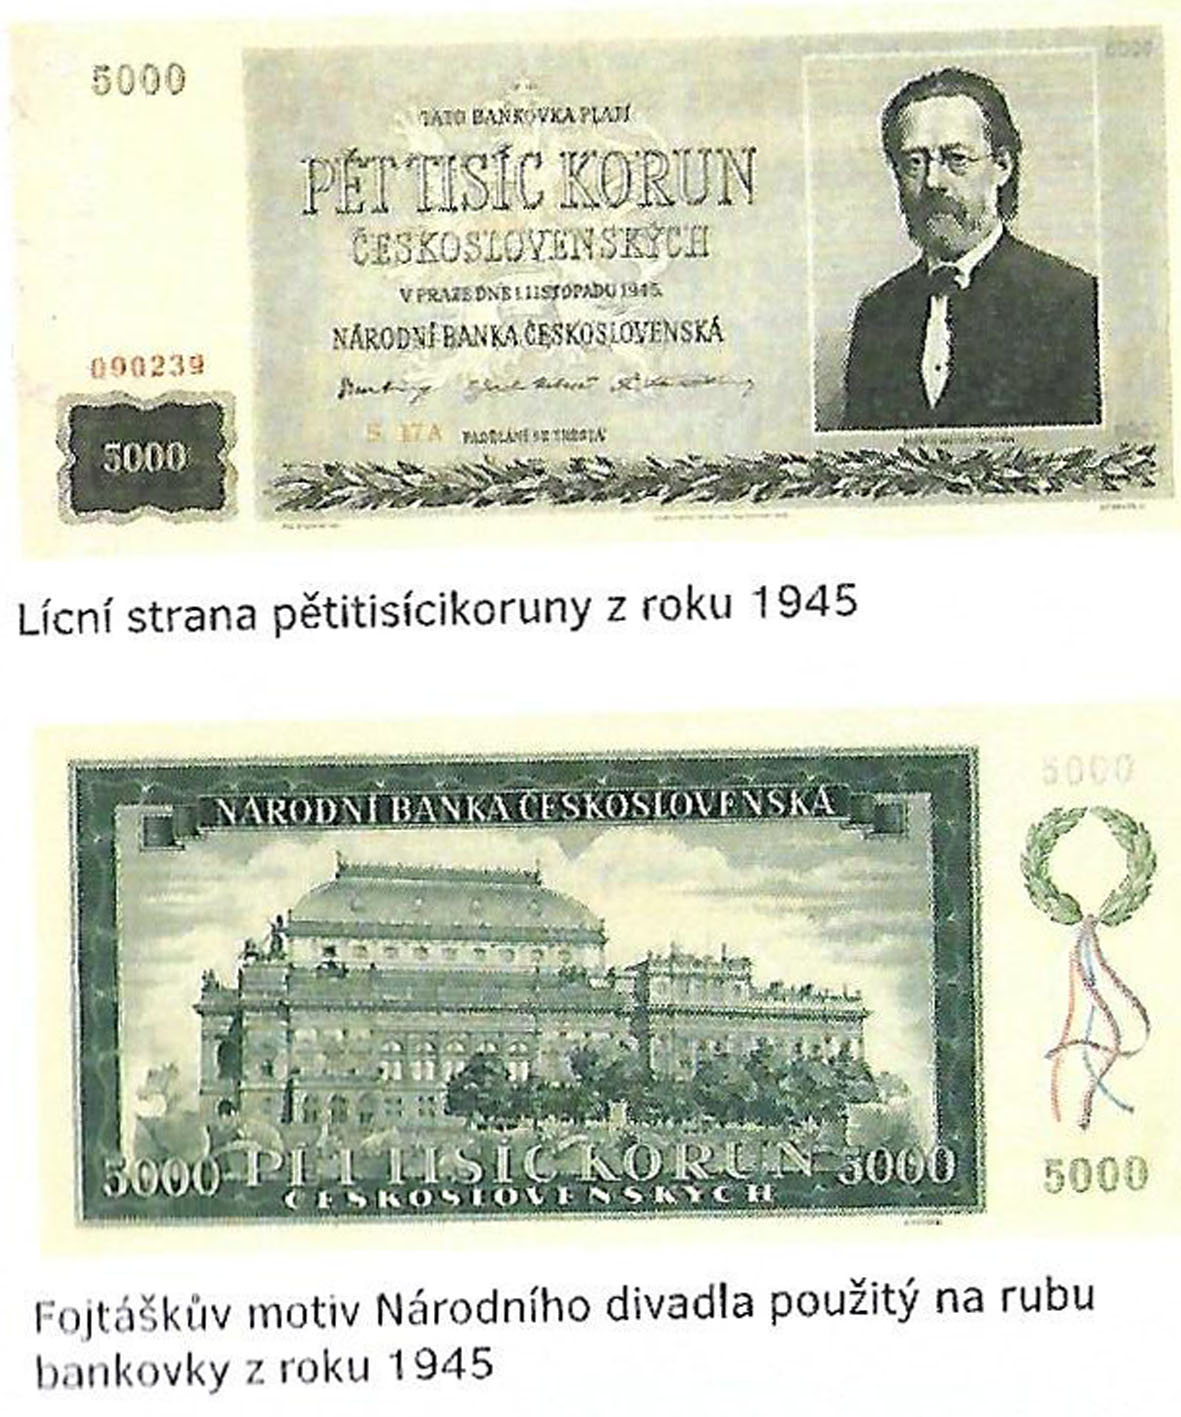 5000
TATO BANKOVKA PLATÍ
PĚT TISÍC KORUN
ČESKOSLOVENSKÝCH
V PRAZE DNE 1. LISTOPADU 1945.
NÁRODNÍ BANKA ČESKOSLOVENSKÁ
090239
S 17A PADĚLÁNÍ SE TRESTÁ
5000
Lícní strana pětitisícikoruny z roku 1945
NÁRODNÍ BANKA ČESKOSLOVENSKÁ
5000
5000 PĚT TISÍC KORUN 5000
ČESKOSLOVENSKÝCH
5000
Fojtáškův motiv Národního divadla použitý na rubu
bankovky z roku 1945